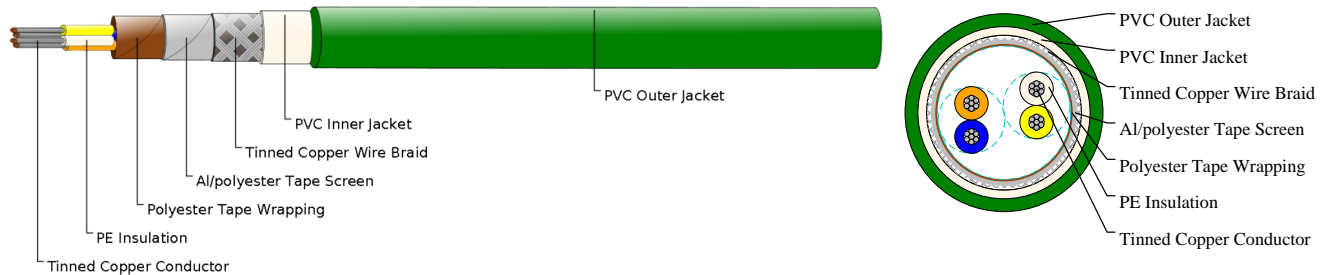 PVC Outer Jacket
PVC Inner Jacket
Tinned Copper Wire Braid
Al/polyester Tape Screen
Polyester Tape Wrapping
PE Insulation
Tinned Copper Conductor
PVC Outer Jacket
PVC Inner Jacket
Tinned Copper Wire Braid
Al/polyester Tape Screen
Polyester Tape Wrapping
PE Insulation
Tinned Copper Conductor